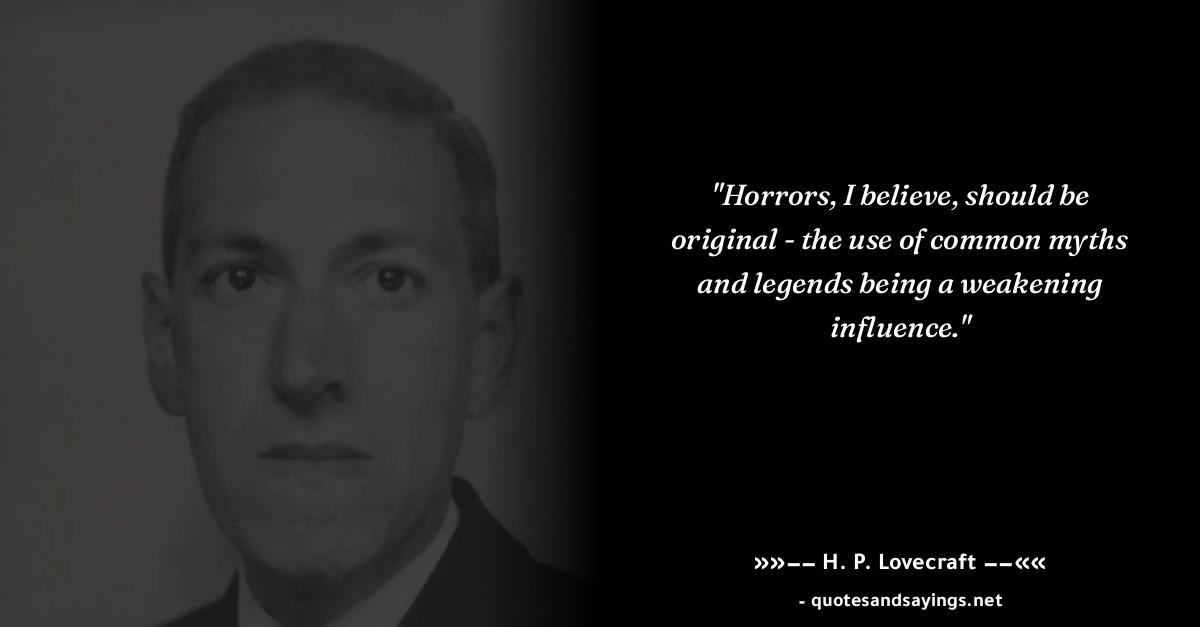 "Horrors, I believe, should be
original - the use of common myths
and legends being a weakening
influence."
»»–– H. P. Lovecraft ––««
- quotesandsayings.net